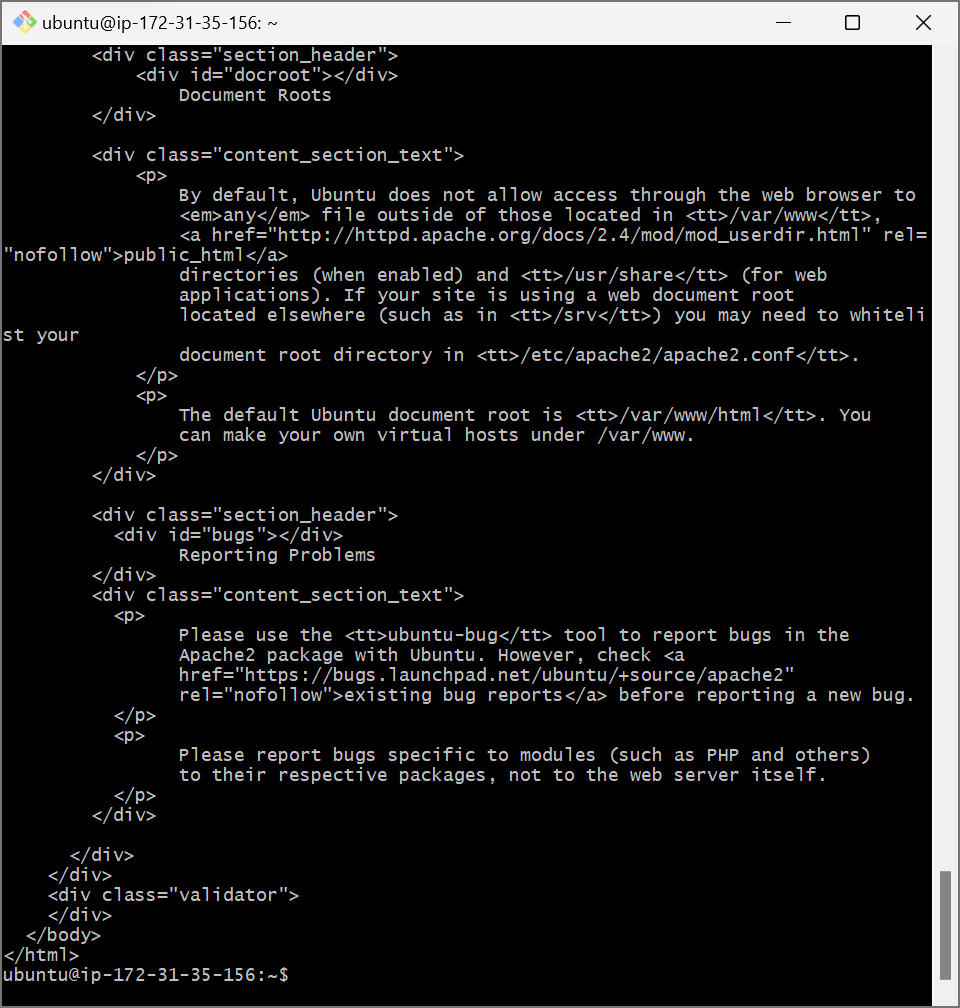 ubuntu@ip-172-31-35-156: ~
<div class="section_header">
<div id="docroot"></div>
Document Roots
</div>
<div class="content_section_text">
<p>
By default, Ubuntu does not allow access through the web browser to
<em>any</em> file outside of those located in <tt>/var/www</tt>,
<a href="http://httpd.apache.org/docs/2.4/mod/mod_userdir.html" rel=
"nofollow">public_html</a>
directories (when enabled) and <tt>/usr/share</tt> (for web
applications). If your site is using a web document root
located elsewhere (such as in <tt>/srv</tt>) you may need to whiteli
st your
document root directory in <tt>/etc/apache2/apache2.conf</tt>.
</p>
<p>
The default Ubuntu document root is <tt>/var/www/html</tt>. You
can make your own virtual hosts under /var/www.
</p>
</div>
<div class="section_header">
<div id="bugs"></div>
Reporting Problems
</div>
<div class="content_section_text">
<p>
Please use the <tt>ubuntu-bug</tt> tool to report bugs in the
Apache2 package with Ubuntu. However, check <a
href="https://bugs.launchpad.net/ubuntu/+source/apache2"
rel="nofollow">existing bug reports</a> before reporting a new bug.
</p>
<p>
Please report bugs specific to modules (such as PHP and others)
to their respective packages, not to the web server itself.
</p>
</div>
</div>
</div>
<div class="validator">
</div>
</body>
</html>
ubuntu@ip-172-31-35-156:~$